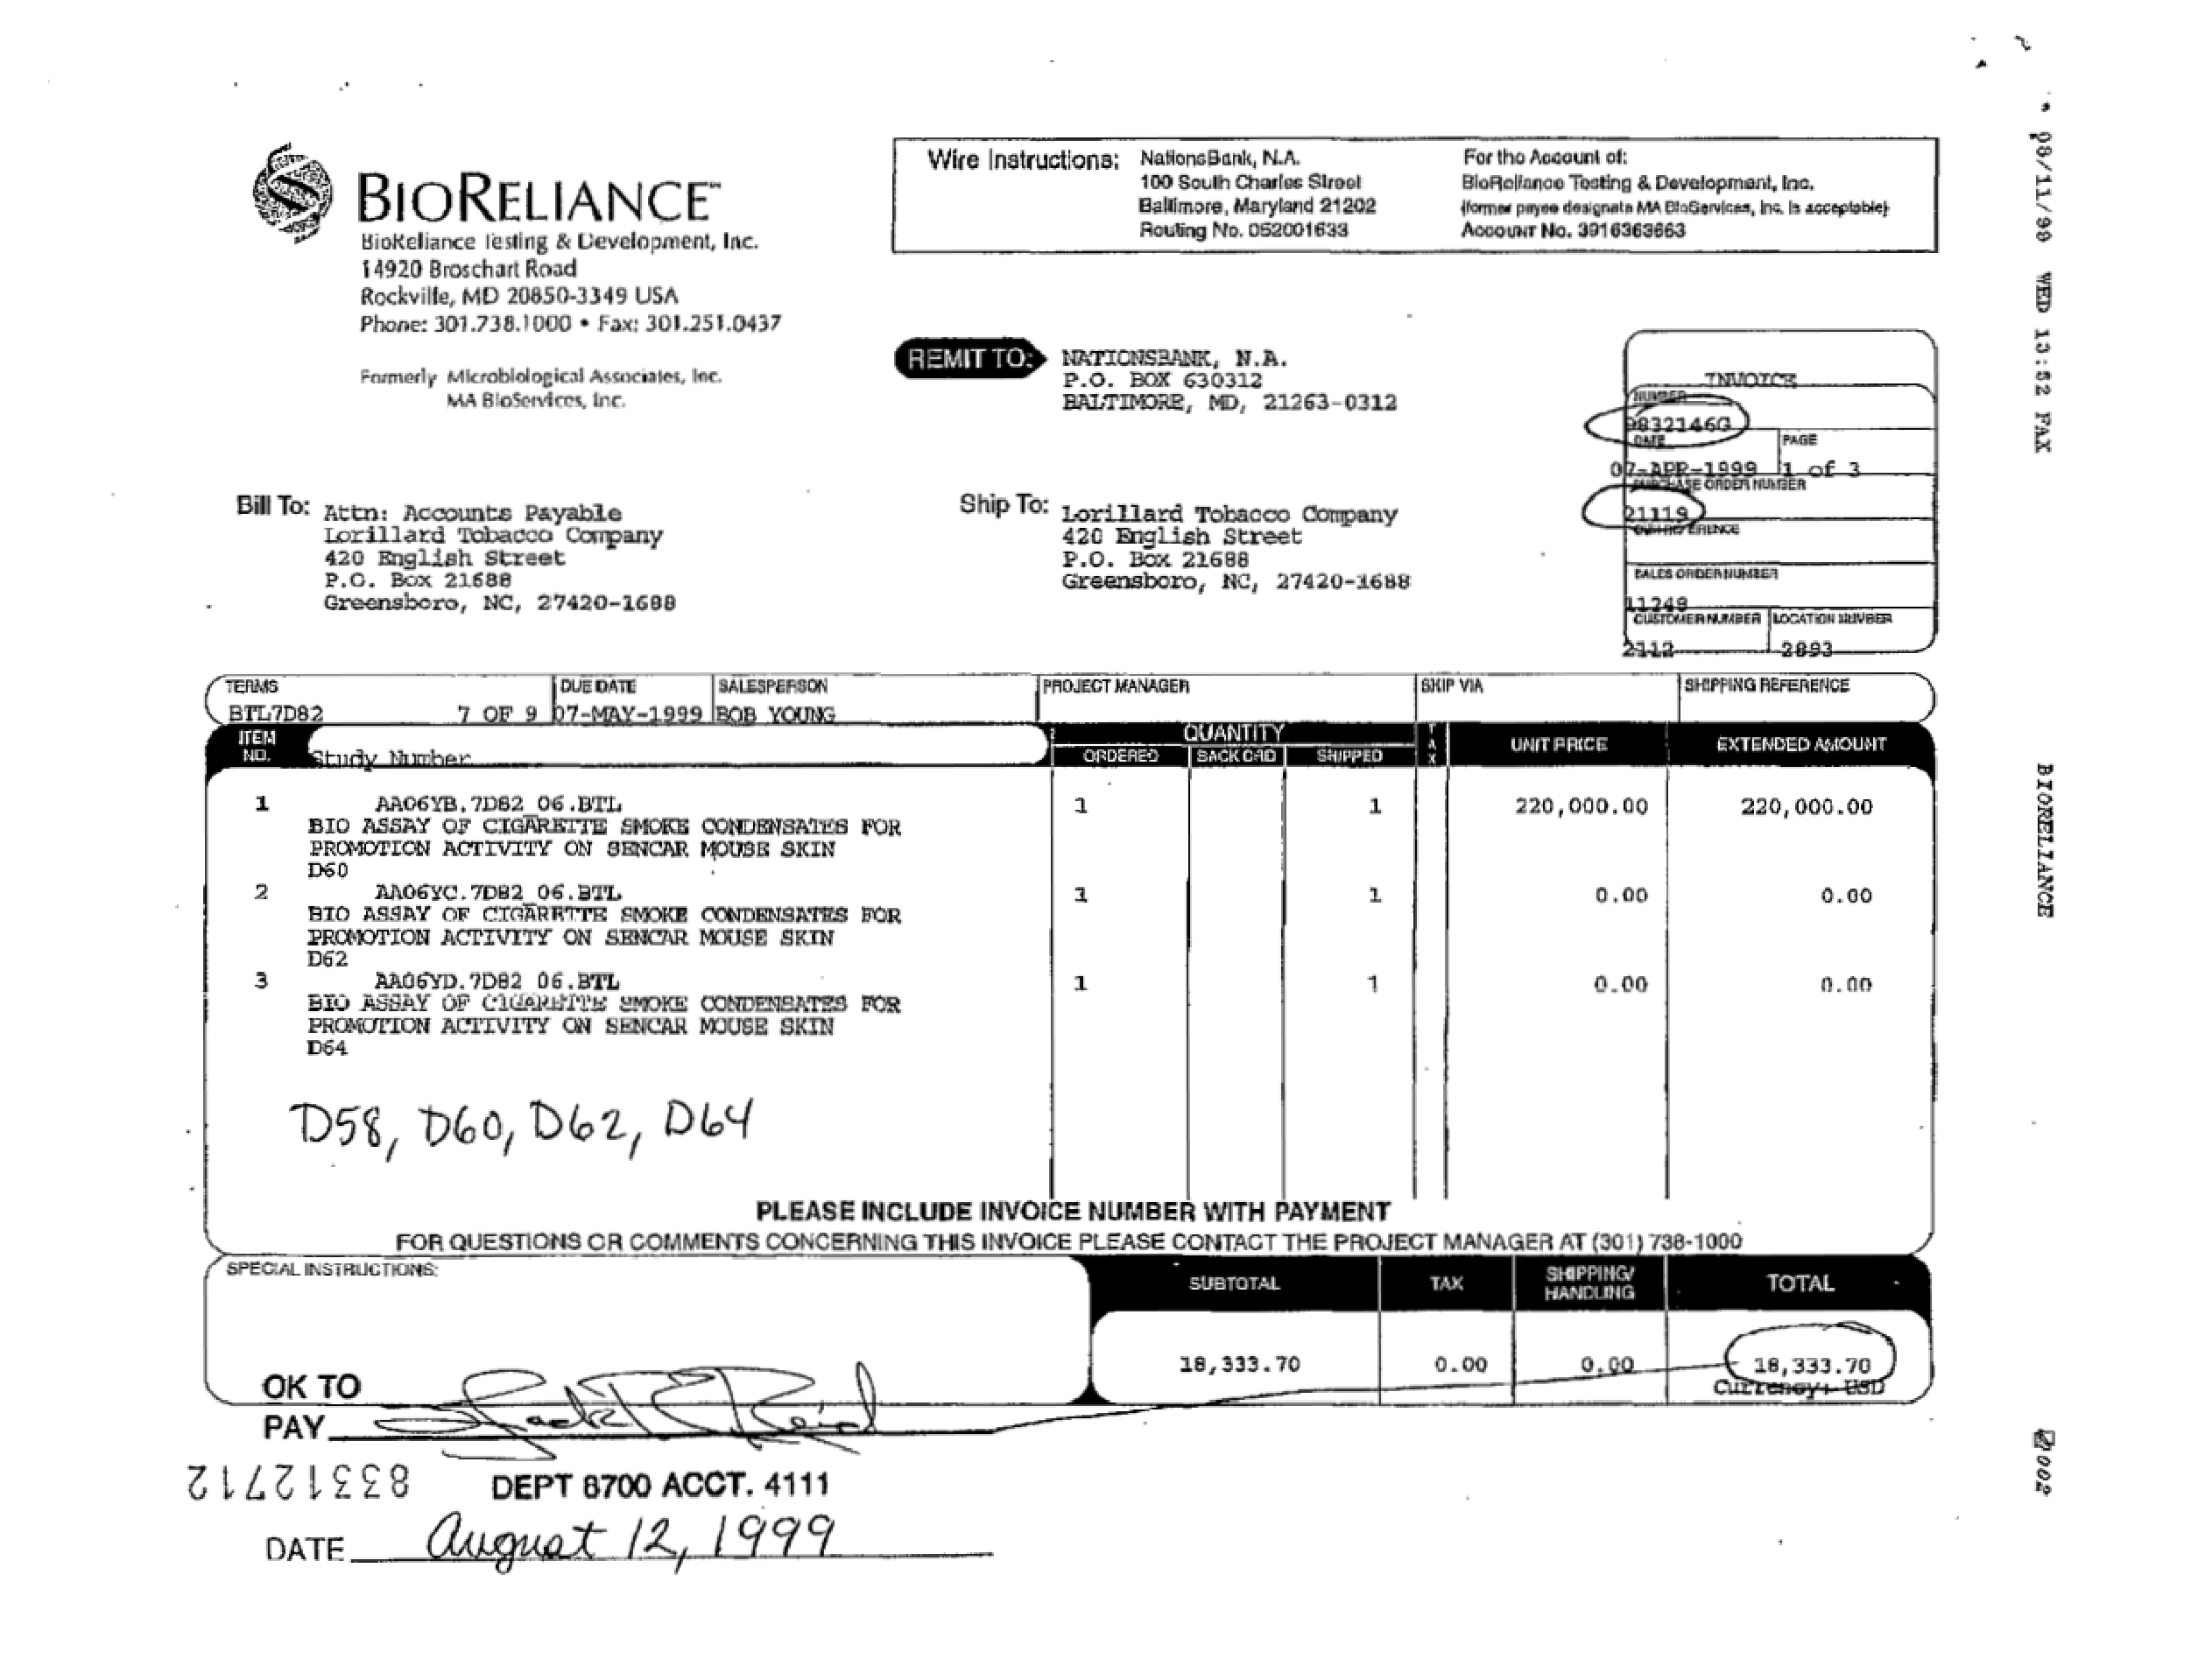 BIORELIANCE™
BioReliance Testing & Development, Inc.
14920 Broschart Road
Rockville, MD 20850-3349 USA
Phone: 301.738.1000 • Fax: 301.251.0437
Formerly Microbiological Associates, Inc.
MA BioServices, Inc.
Wire Instructions: NationsBank, N.A.
100 South Charles Street
Baltimore, Maryland 21202
Routing No. 052001633
For the Account of:
BioReliance Testing & Development, Inc.
(former payee designate MA BioServices, Inc. is acceptable)
Account No. 3916363663
REMIT TO: NATIONSBANK, N.A.
P.O. BOX 630312
BALTIMORE, MD, 21263-0312
INVOICE
NUMBER
9832146G
DATE PAGE
07-APR-1999 1 of 3
PURCHASE ORDER NUMBER
21119
OUR REFERENCE
SALES ORDER NUMBER
11249
CUSTOMER NUMBER LOCATION NUMBER
2112 2893
Bill To: Attn: Accounts Payable
Lorillard Tobacco Company
420 English Street
P.O. Box 21688
Greensboro, NC, 27420-1688
Ship To: Lorillard Tobacco Company
420 English Street
P.O. Box 21688
Greensboro, NC, 27420-1688
TERMS DUE DATE SALESPERSON PROJECT MANAGER SHIP VIA SHIPPING REFERENCE
BTL7D82 7 OF 9 07-MAY-1999 BOB YOUNG
ITEM NO. Study Number QUANTITY ORDERED BACK ORD SHIPPED TAX UNIT PRICE EXTENDED AMOUNT
1 AA06YB.7D82_06.BTL 1 1 220,000.00 220,000.00
BIO ASSAY OF CIGARETTE SMOKE CONDENSATES FOR
PROMOTION ACTIVITY ON SENCAR MOUSE SKIN
D60
2 AA06YC.7D82_06.BTL 1 1 0.00 0.00
BIO ASSAY OF CIGARETTE SMOKE CONDENSATES FOR
PROMOTION ACTIVITY ON SENCAR MOUSE SKIN
D62
3 AA06YD.7D82_06.BTL 1 1 0.00 0.00
BIO ASSAY OF CIGARETTE SMOKE CONDENSATES FOR
PROMOTION ACTIVITY ON SENCAR MOUSE SKIN
D64
D58, D60, D62, D64
PLEASE INCLUDE INVOICE NUMBER WITH PAYMENT
FOR QUESTIONS OR COMMENTS CONCERNING THIS INVOICE PLEASE CONTACT THE PROJECT MANAGER AT (301) 738-1000
SPECIAL INSTRUCTIONS:
SUBTOTAL TAX SHIPPING/HANDLING TOTAL
18,333.70 0.00 0.00 18,333.70
Currency: USD
OK TO
PAY
83312712
DEPT 8700 ACCT. 4111
DATE August 12, 1999
08/11/99 WED 13:52 FAX
BIORELIANCE
002